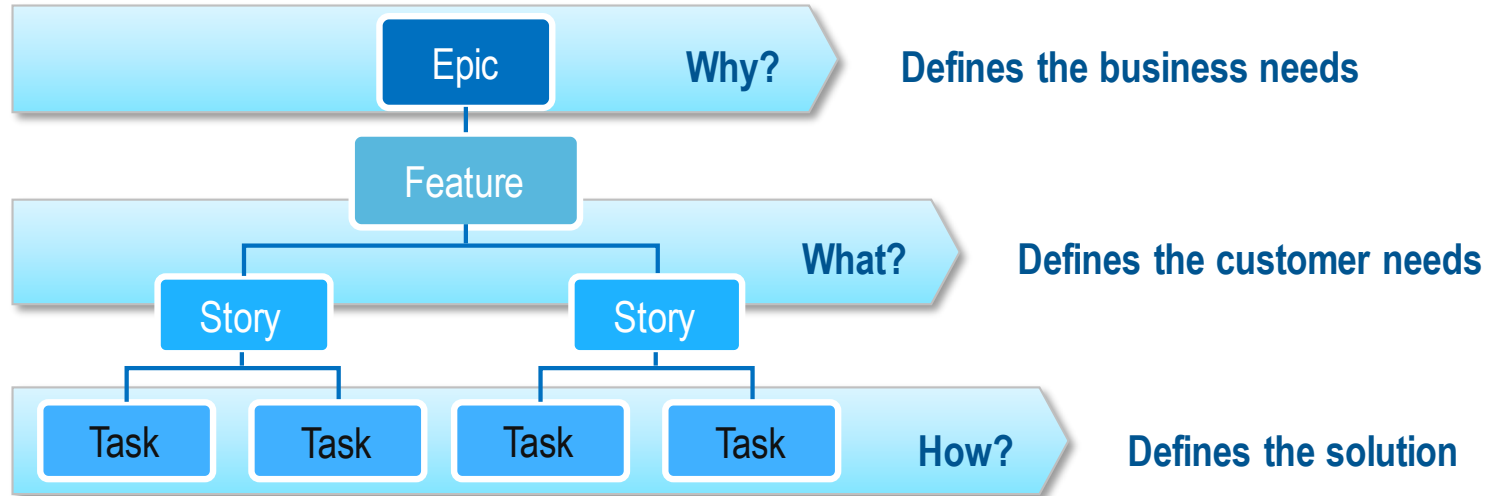 Epic
Why?
Defines the business needs
Feature
What?
Defines the customer needs
Story
Story
Task
Task
Task
Task
How?
Defines the solution